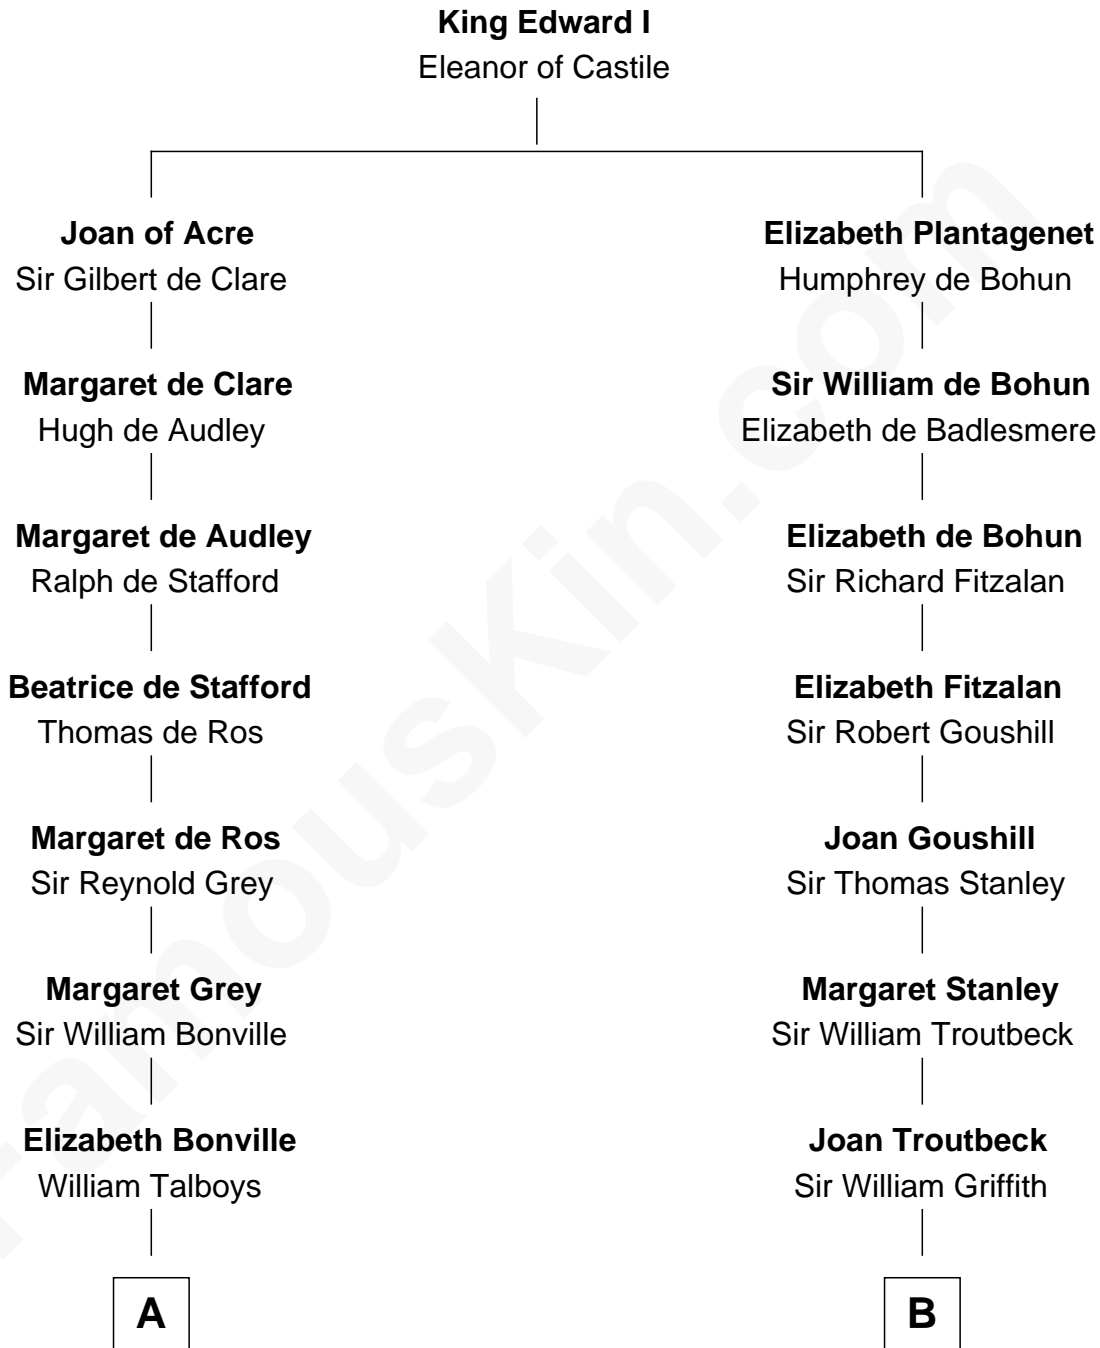 King Edward I
Eleanor of Castile
Joan of Acre
Sir Gilbert de Clare
Elizabeth Plantagenet
Humphrey de Bohun
Margaret de Clare
Hugh de Audley
Sir William de Bohun
Elizabeth de Badlesmere
Margaret de Audley
Ralph de Stafford
Elizabeth de Bohun
Sir Richard Fitzalan
Beatrice de Stafford
Thomas de Ros
Elizabeth Fitzalan
Sir Robert Goushill
Margaret de Ros
Sir Reynold Grey
Joan Goushill
Sir Thomas Stanley
Margaret Grey
Sir William Bonville
Margaret Stanley
Sir William Troutbeck
Elizabeth Bonville
William Talboys
Joan Troutbeck
Sir William Griffith
A
B
FamousKin.com